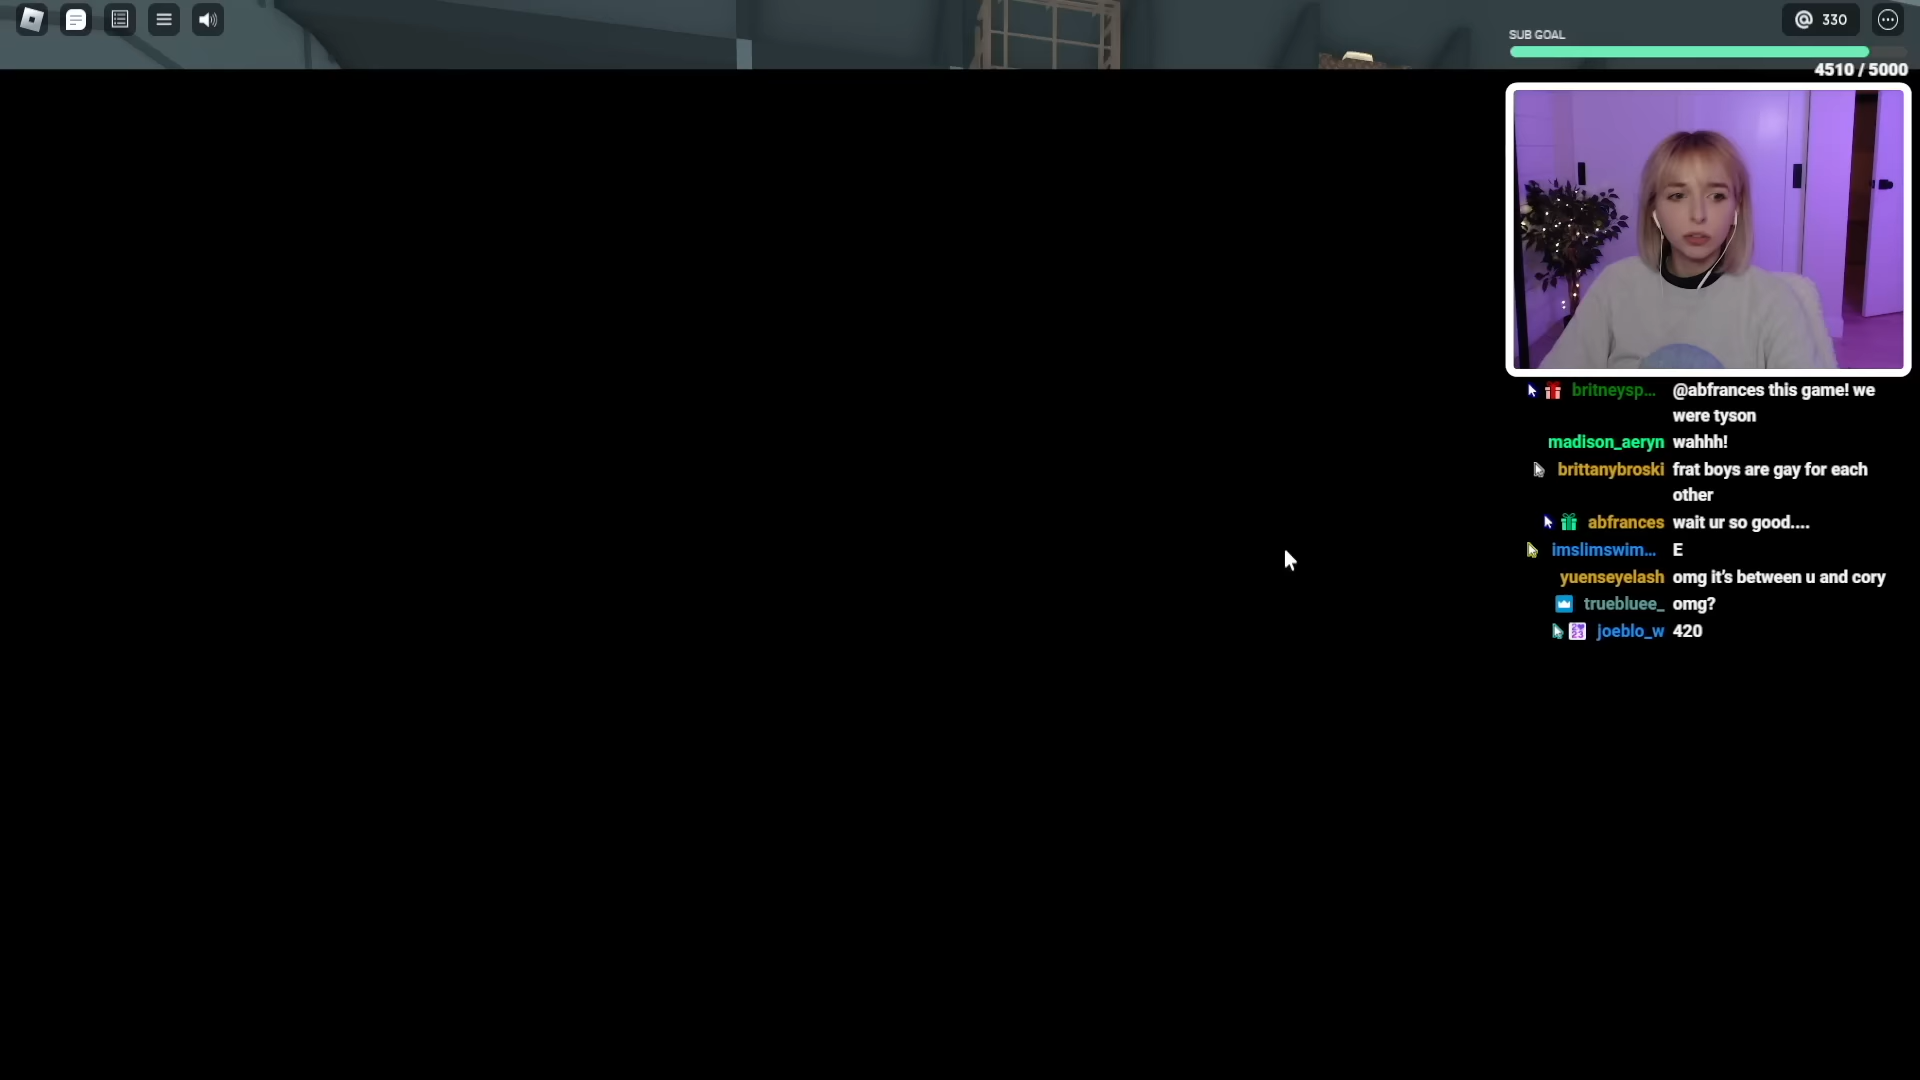 330
SUB GOAL
4510 / 5000
britneysp... @abfrances this game! we
were tyson
madison_aeryn wahhh!
brittanybroski frat boys are gay for each
other
abfrances wait ur so good....
imslimswim... E
yuenseyelash omg it's between u and cory
truebluee_ omg?
joeblo_w 420